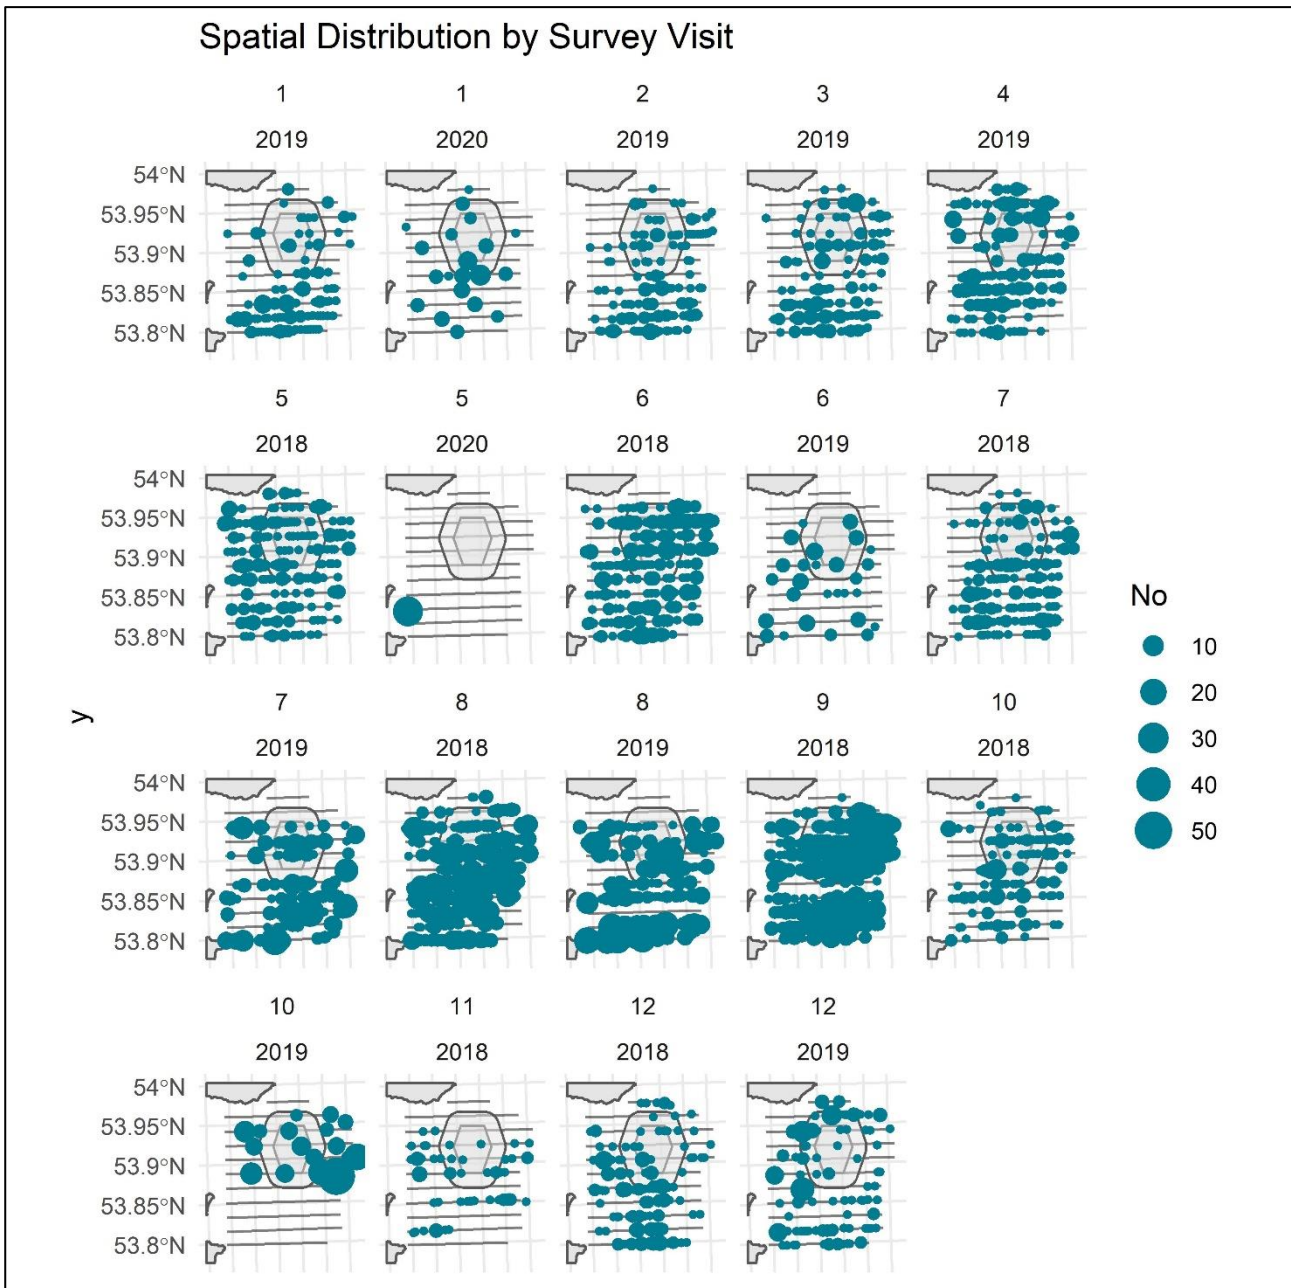 Spatial Distribution by Survey Visit
1 1 2 3 4
2019 2020 2019 2019 2019
54°N
53.95°N
53.9°N
53.85°N
53.8°N
5 5 6 6 7
2018 2020 2018 2019 2018
54°N
53.95°N
53.9°N
53.85°N
53.8°N
7 8 8 9 10
2019 2018 2019 2018 2018
54°N
53.95°N
53.9°N
53.85°N
53.8°N
10 11 12 12
2019 2018 2018 2019
54°N
53.95°N
53.9°N
53.85°N
53.8°N
y
No
10
20
30
40
50